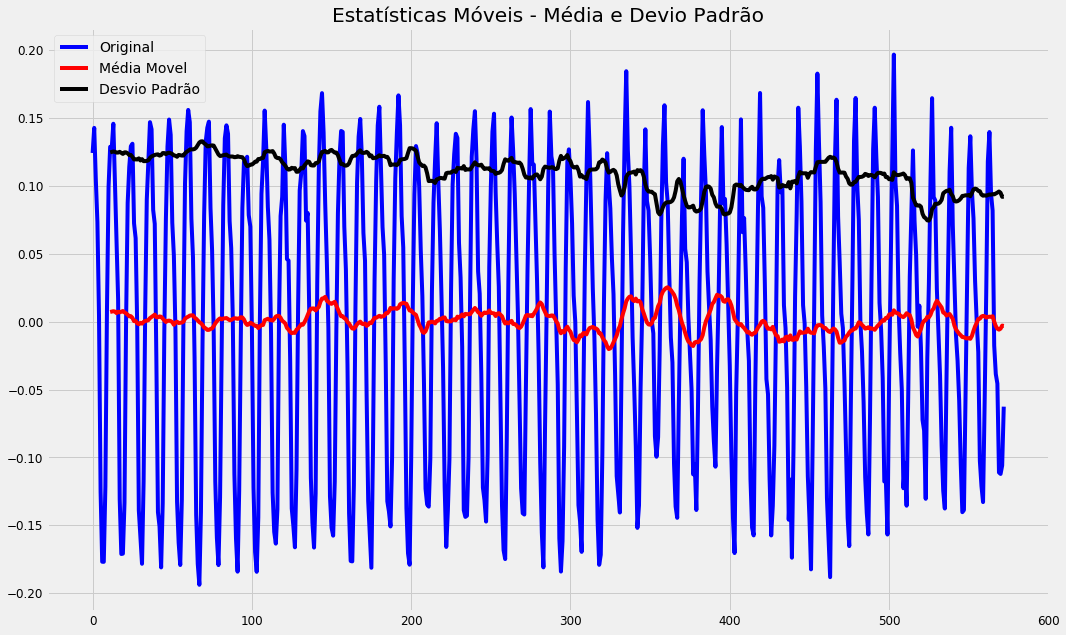 Estatísticas Móveis - Média e Devio Padrão
Original
Média Movel
Desvio Padrão
0.20
0.15
0.10
0.05
0.00
−0.05
−0.10
−0.15
−0.20
0 100 200 300 400 500 600